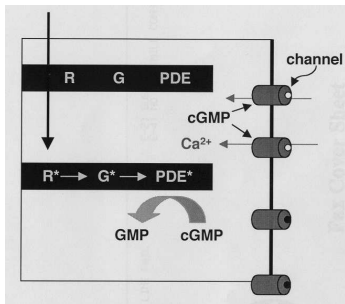 channel
R G PDE
cGMP
Ca2+
R* → G* → PDE*
GMP cGMP